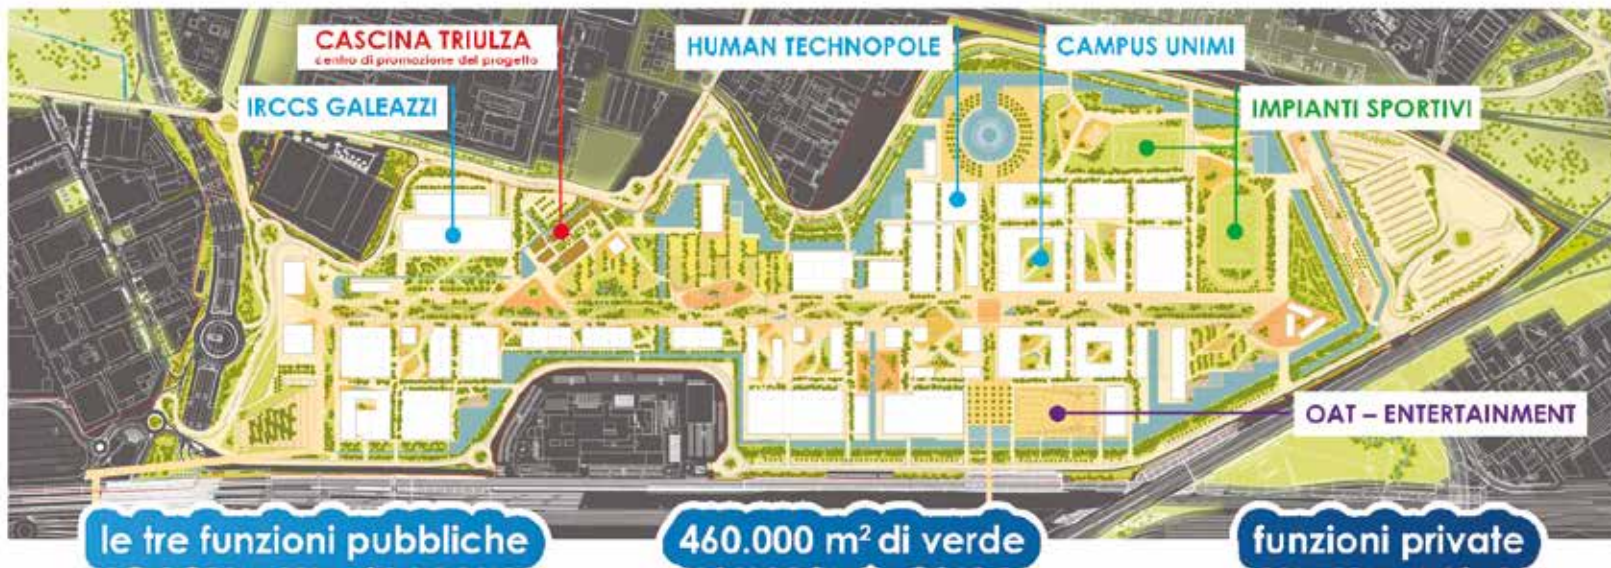 CASCINA TRIULZA
centro di promozione del progetto
HUMAN TECHNOPOLE
CAMPUS UNIMI
IRCCS GALEAZZI
IMPIANTI SPORTIVI
OAT – ENTERTAINMENT
le tre funzioni pubbliche
460.000 m² di verde
funzioni private